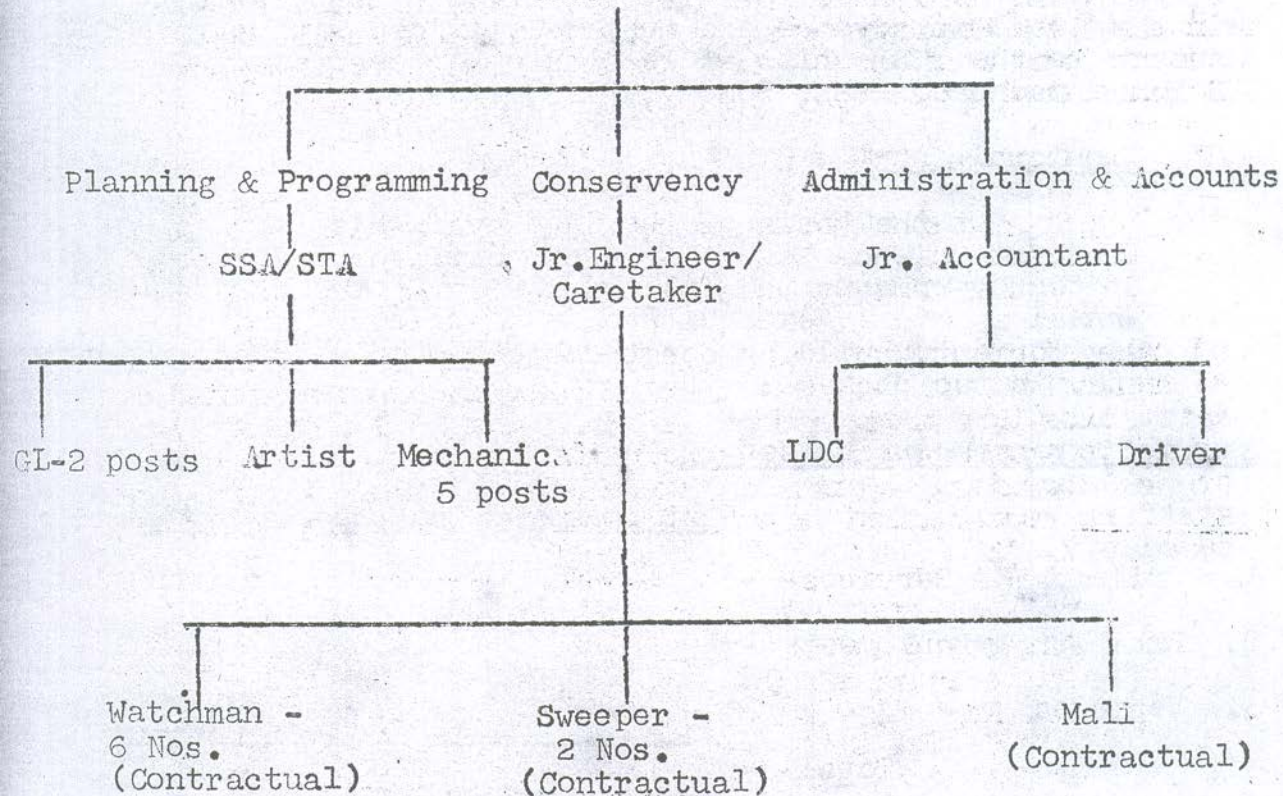 Planning & Programming Conservency Administration & Accounts
SSA/STA Jr.Engineer/ Jr. Accountant
Caretaker
GL-2 posts Artist Mechanic LDC Driver
5 posts
Watchman - Sweeper - Mali
6 Nos. 2 Nos. (Contractual)
(Contractual) (Contractual)